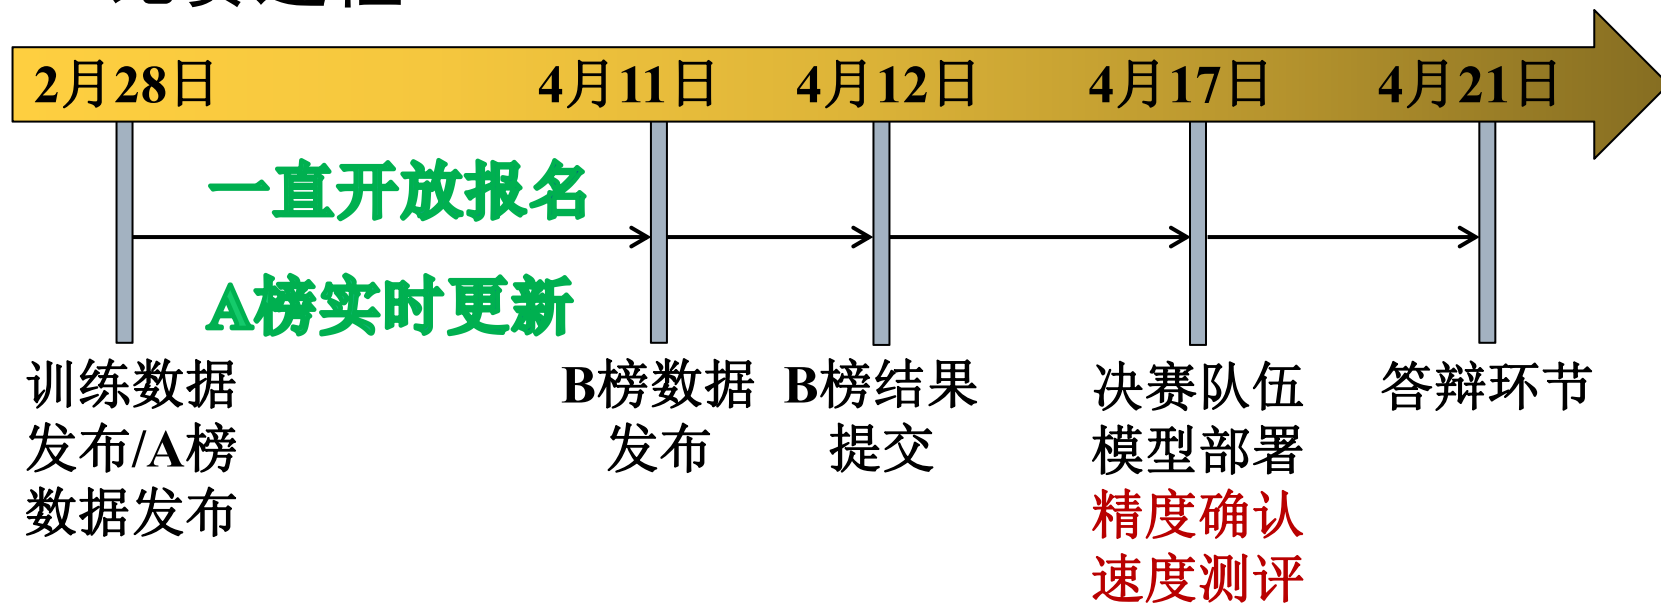 2月28日
4月11日
4月12日
4月17日
4月21日
一直开放报名
A榜实时更新
训练数据
发布/A榜
数据发布
B榜数据
发布
B榜结果
提交
决赛队伍
模型部署
精度确认
速度测评
答辩环节